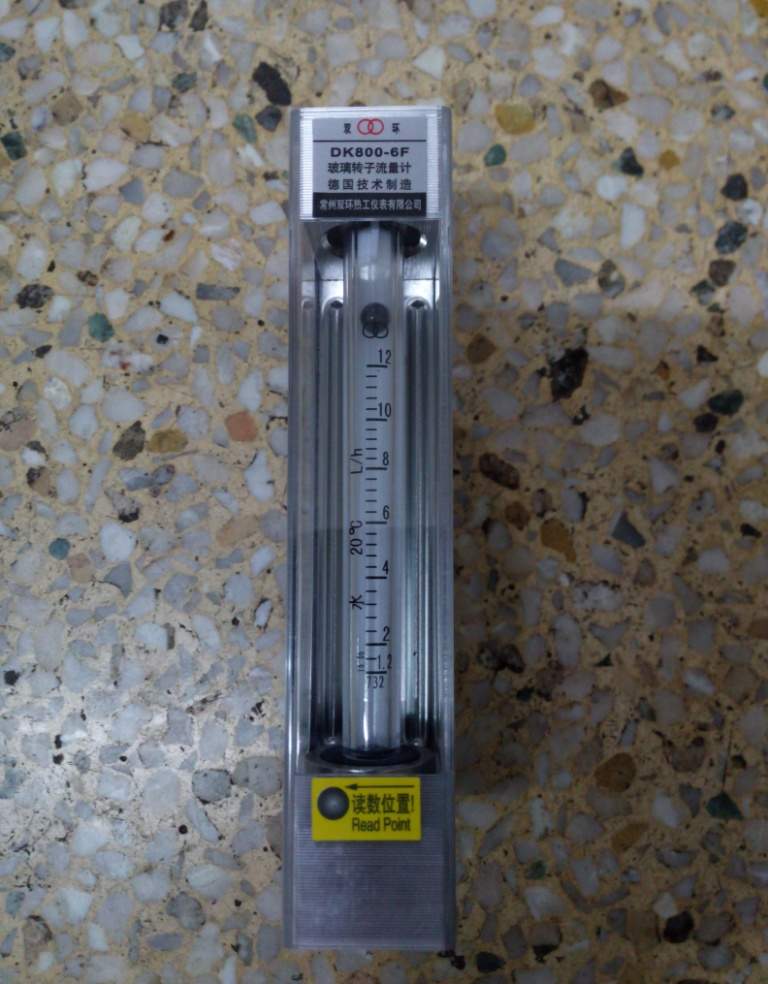 双 环
DK800-6F
玻璃转子流量计
德国技术制造
常州双环热工仪表有限公司
12
10
L/h
8
6
20℃
4
水
2
1.2
732
读数位置!
Read Point